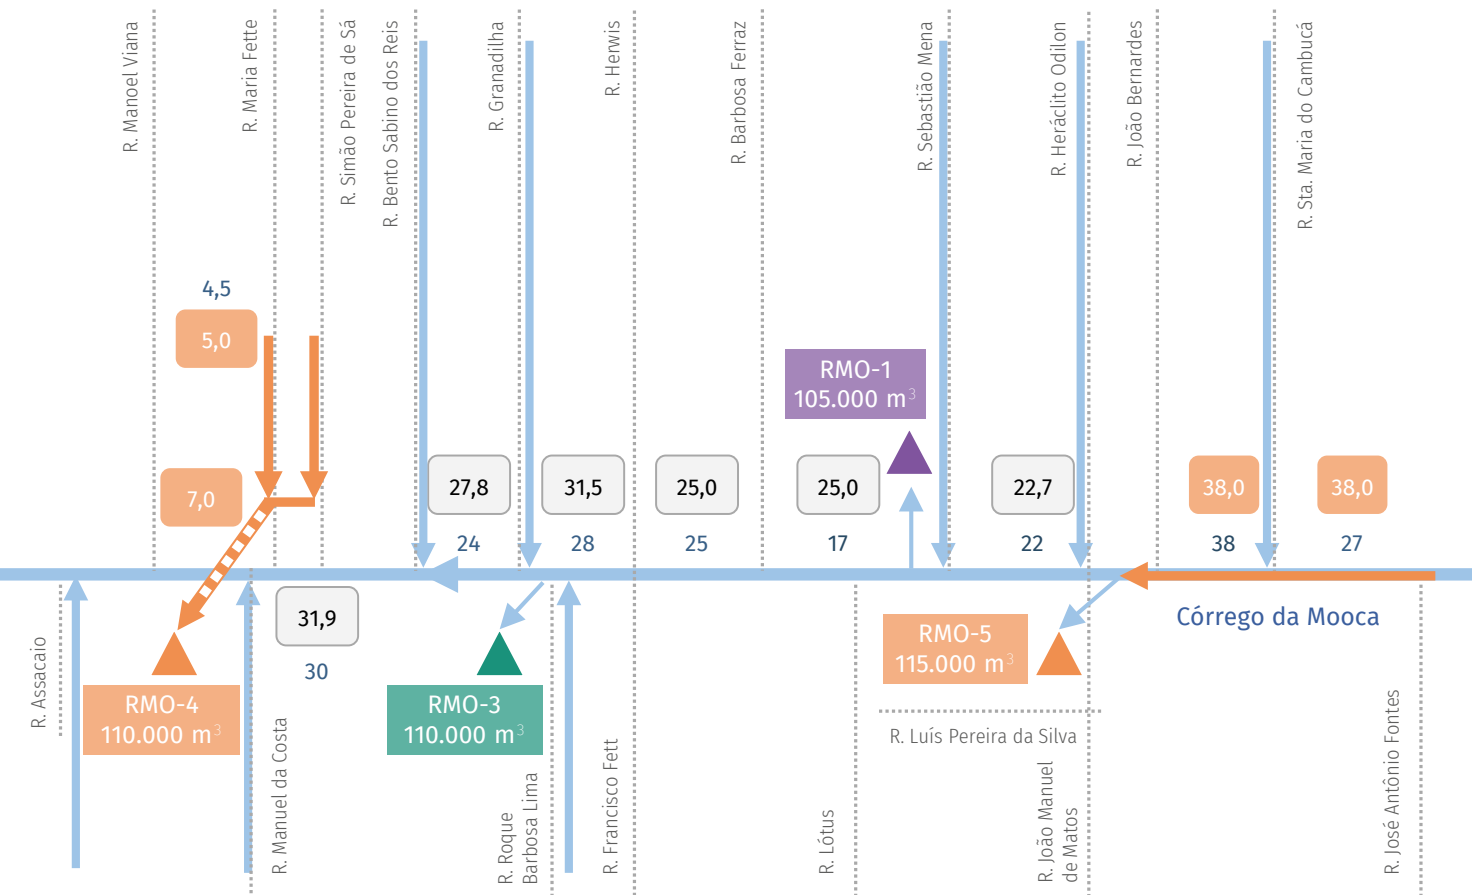 R. Manoel Viana
R. Maria Fette
R. Simão Pereira de Sá
R. Bento Sabino dos Reis
R. Granadilha
R. Herwis
R. Barbosa Ferraz
R. Sebastião Mena
R. Heráclito Odilon
R. João Bernardes
R. Sta. Maria do Cambucá
4,5
5,0
RMO-1
105.000 m³
7,0
27,8
31,5
25,0
25,0
22,7
38,0
38,0
24
28
25
17
22
38
27
31,9
30
Córrego da Mooca
RMO-5
115.000 m³
RMO-4
110.000 m³
RMO-3
110.000 m³
R. Luís Pereira da Silva
R. Assacaio
R. Manuel da Costa
R. Roque
Barbosa Lima
R. Francisco Fett
R. Lótus
R. João Manuel
de Matos
R. José Antônio Fontes